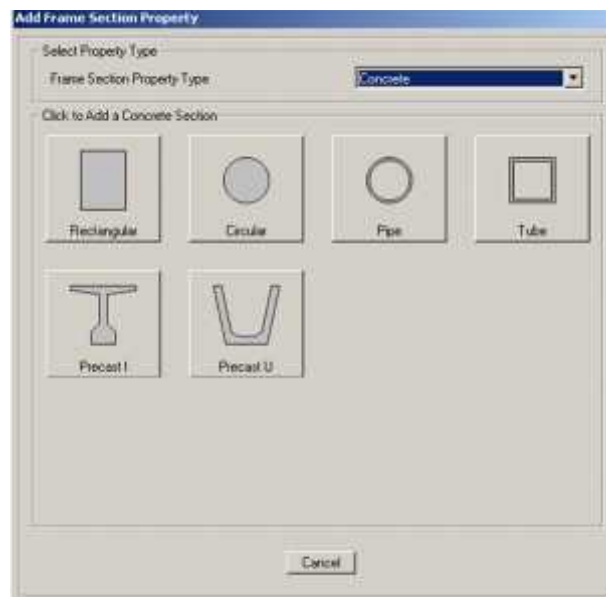 Add Frame Section Property
Select Property Type
Frame Section Property Type
Concrete
Click to Add a Concrete Section
Rectangular
Circular
Pipe
Tube
Precast I
Precast U
Cancel